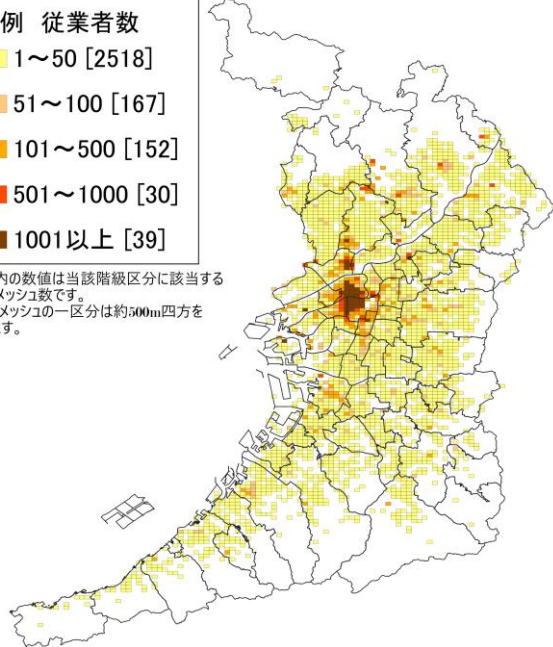 例 従業者数
1～50 [2518]
51～100 [167]
101～500 [152]
501～1000 [30]
1001以上 [39]
内の数値は当該階級区分に該当する
メッシュ数です。
メッシュの一区分は約500m四方を
す。